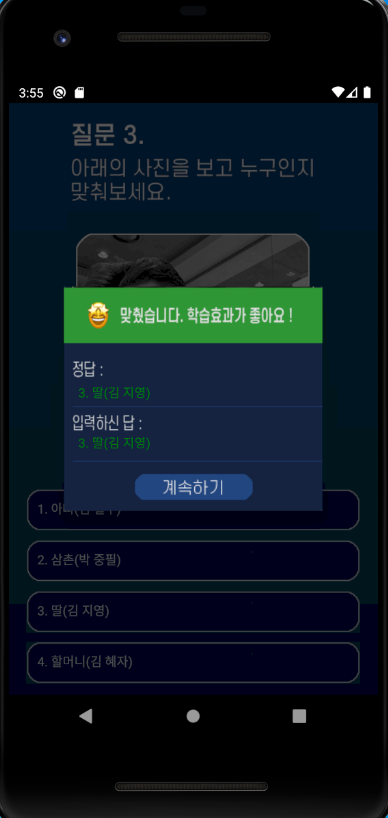 3:55
질문 3.
아래의 사진을 보고 누구인지
맞춰보세요.
맞췄습니다. 학습효과가 좋아요 !
정답 :
3. 딸(김 지영)
입력하신 답 :
3. 딸(김 지영)
계속하기
1.
2. 삼촌(박 중필)
3. 딸(김 지영)
4. 할머니(김 혜자)